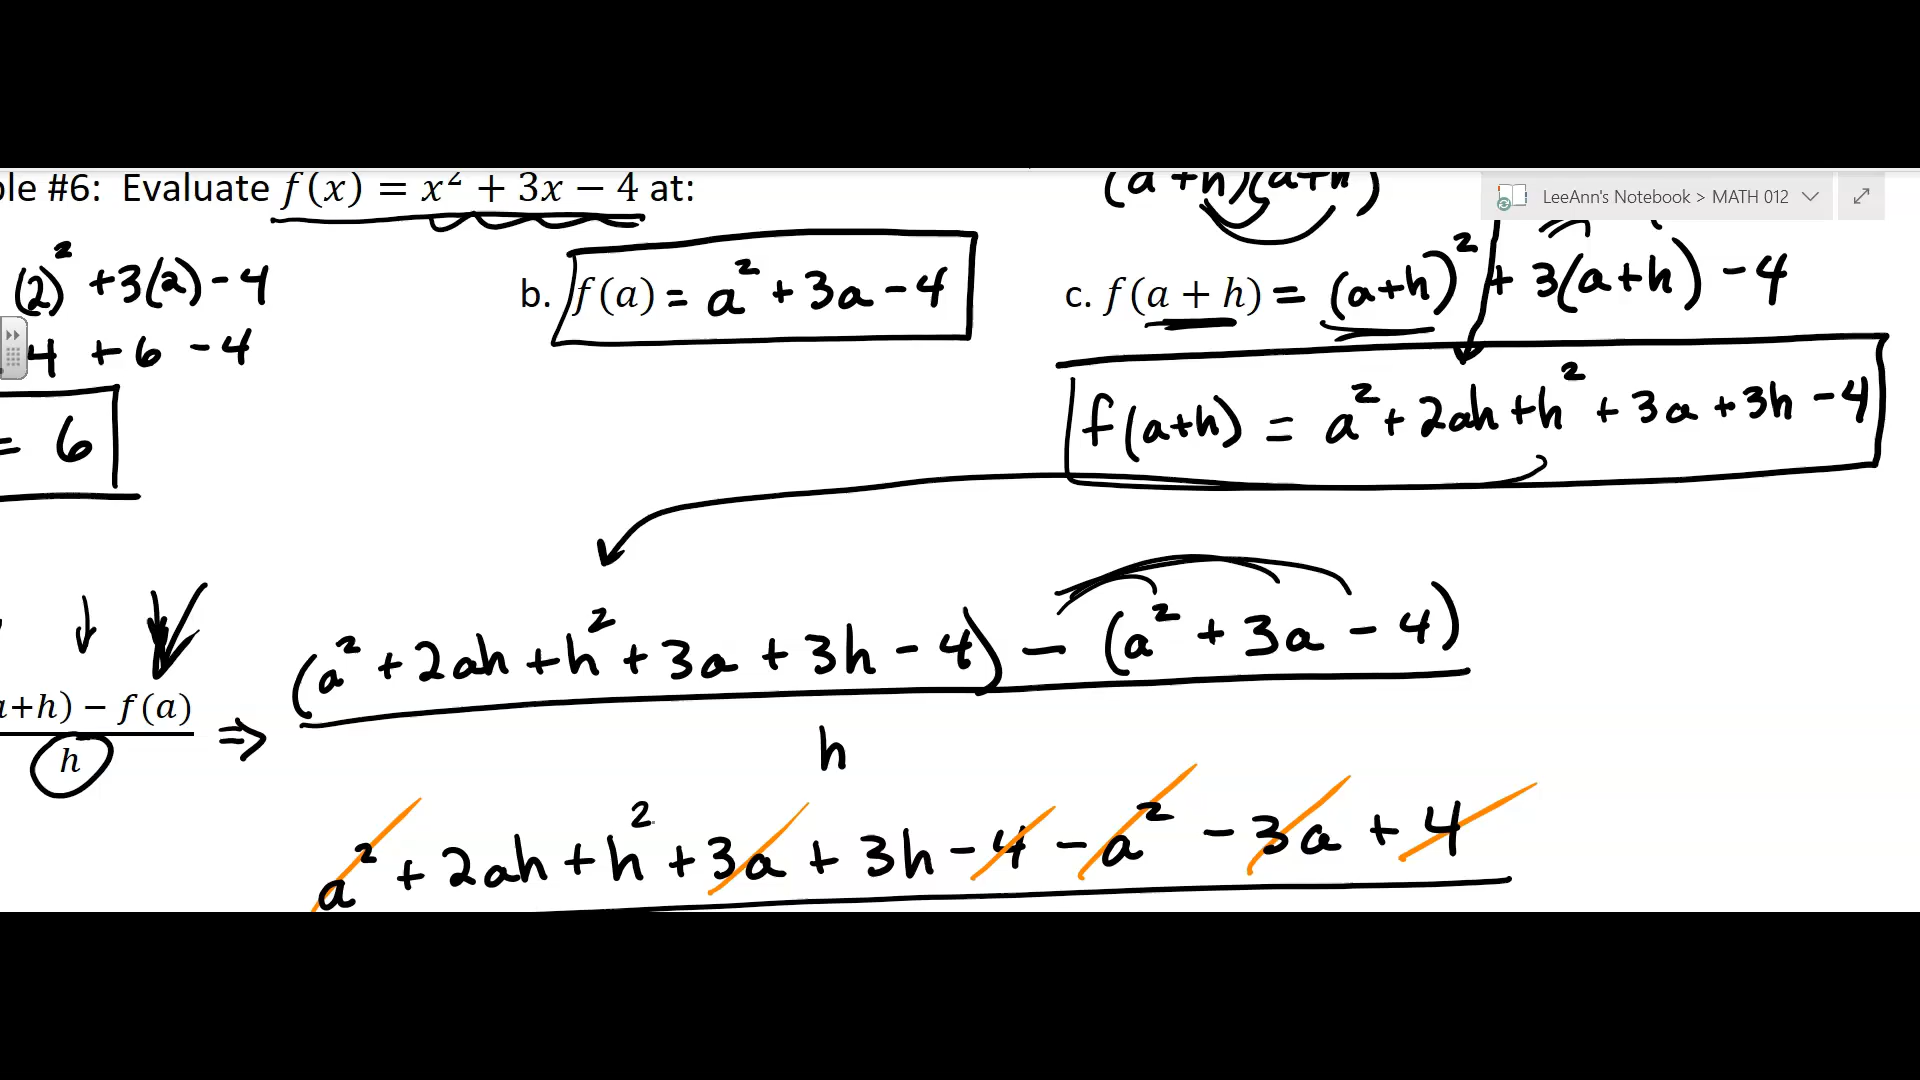 ple #6: Evaluate f(x) = x² + 3x − 4 at:
(a+h)(a+h)
LeeAnn's Notebook > MATH 012
(2)² +3(2) -4
b. f(a) = a² + 3a - 4
c. f(a + h) = (a+h)² + 3(a+h) - 4
4 + 6 - 4
f(a+h) = a² + 2ah + h² + 3a + 3h - 4
= 6
(a² + 2ah + h² + 3a + 3h - 4) - (a² + 3a - 4)
a+h) − f(a) ⇒
h
h
a² + 2ah + h² + 3a + 3h - 4 - a² - 3a + 4